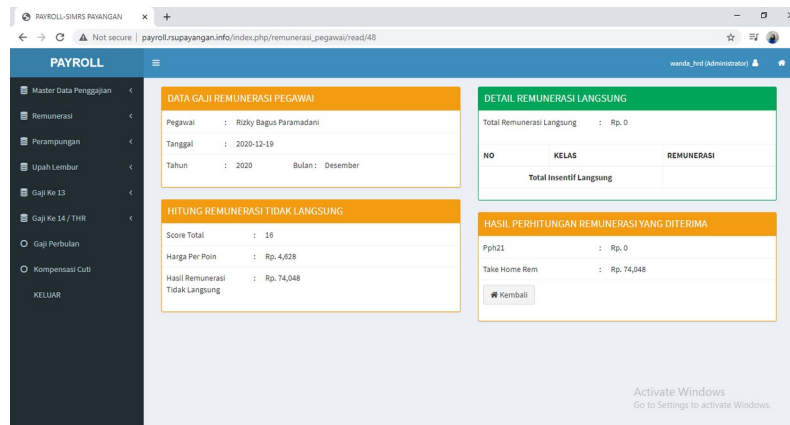 PAYROLL-SIMRS PAYANGAN
Not secure | payroll.rsupayangan.info/index.php/remunerasi_pegawai/read/48
PAYROLL
wanda_hrd (Administrator)
Master Data Penggajian
Remunerasi
Perampungan
Upah Lembur
Gaji Ke 13
Gaji Ke 14 / THR
Gaji Perbulan
Kompensasi Cuti
KELUAR
DATA GAJI REMUNERASI PEGAWAI
Pegawai : Rizky Bagus Paramadani
Tanggal : 2020-12-19
Tahun : 2020 Bulan : Desember
HITUNG REMUNERASI TIDAK LANGSUNG
Score Total : 16
Harga Per Poin : Rp. 4,628
Hasil Remunerasi : Rp. 74,048
Tidak Langsung
DETAIL REMUNERASI LANGSUNG
Total Remunerasi Langsung : Rp. 0
NO KELAS REMUNERASI
Total Insentif Langsung
HASIL PERHITUNGAN REMUNERASI YANG DITERIMA
Pph21 : Rp. 0
Take Home Rem : Rp. 74,048
Kembali
Activate Windows
Go to Settings to activate Windows.